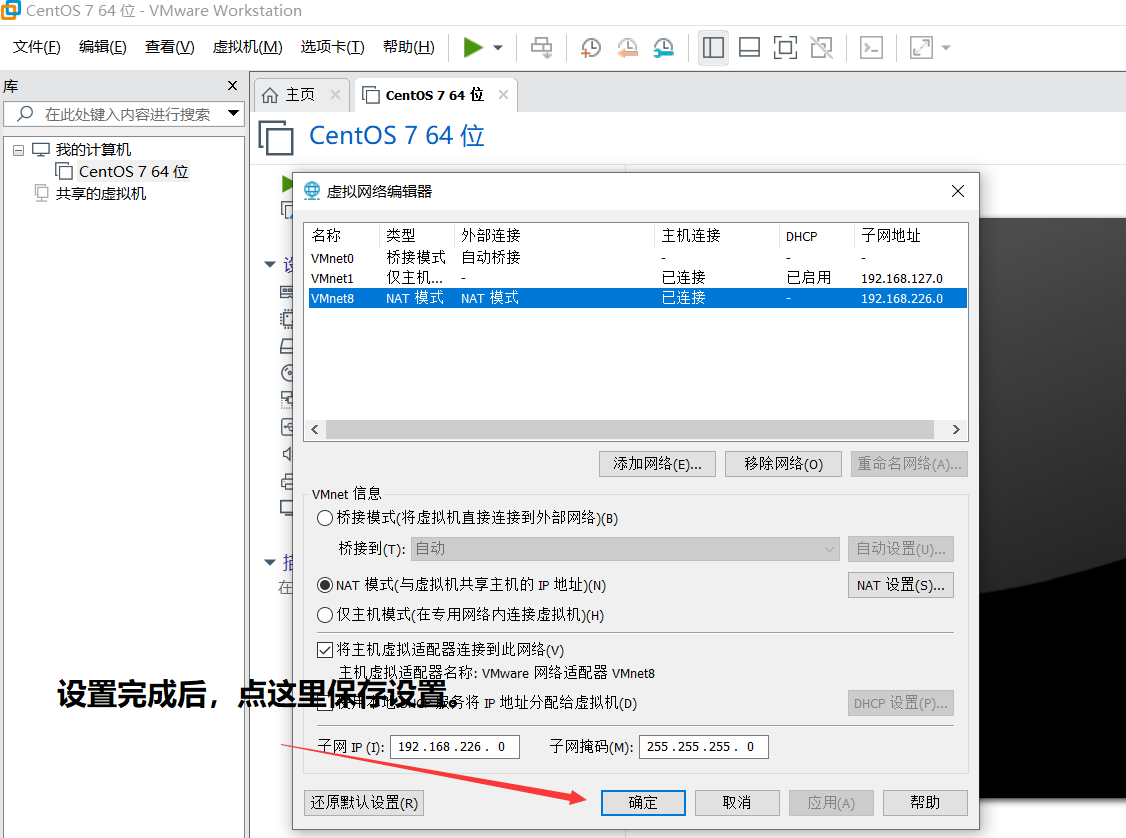 CentOS 7 64 位 - VMware Workstation
文件(F) 编辑(E) 查看(V) 虚拟机(M) 选项卡(T) 帮助(H)
库
主页
CentOS 7 64 位
在此处键入内容进行搜索
CentOS 7 64 位
我的计算机
CentOS 7 64 位
共享的虚拟机
虚拟网络编辑器
名称 类型 外部连接 主机连接 DHCP 子网地址
VMnet0 桥接模式 自动桥接 - - -
VMnet1 仅主机... - 已连接 已启用 192.168.127.0
VMnet8 NAT 模式 NAT 模式 已连接 - 192.168.226.0
添加网络(E)... 移除网络(O) 重命名网络(A)...
VMnet 信息
桥接模式(将虚拟机直接连接到外部网络)(B)
桥接到(T): 自动 自动设置(U)...
NAT 模式(与虚拟机共享主机的 IP 地址)(N) NAT 设置(S)...
仅主机模式(在专用网络内连接虚拟机)(H)
将主机虚拟适配器连接到此网络(V)
主机虚拟适配器名称: VMware 网络适配器 VMnet8
设置完成后，点这里保存设置。
使用本地 DHCP 服务将 IP 地址分配给虚拟机(D) DHCP 设置(P)...
子网 IP (I): 192.168.226. 0 子网掩码(M): 255.255.255. 0
还原默认设置(R) 确定 取消 应用(A) 帮助